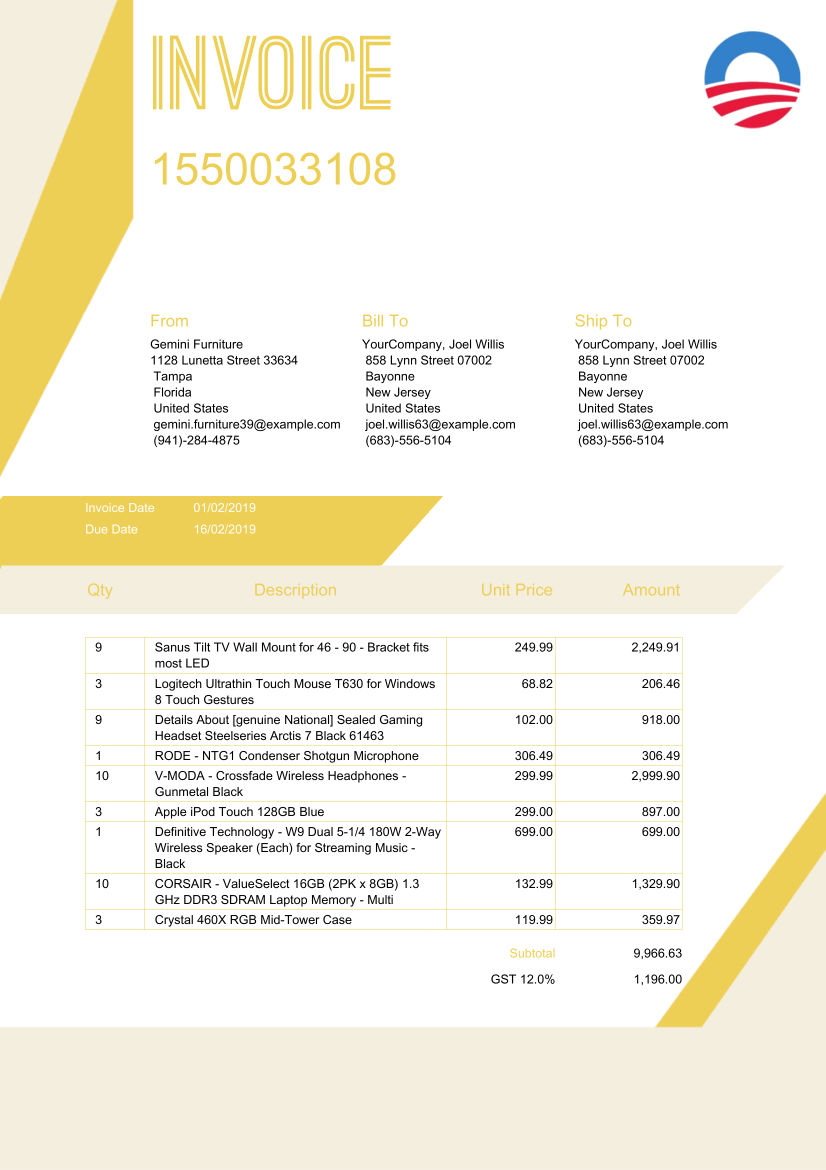 INVOICE
1550033108
From
Gemini Furniture
1128 Lunetta Street 33634
Tampa
Florida
United States
gemini.furniture39@example.com
(941)-284-4875
Bill To
YourCompany, Joel Willis
858 Lynn Street 07002
Bayonne
New Jersey
United States
joel.willis63@example.com
(683)-556-5104
Ship To
YourCompany, Joel Willis
858 Lynn Street 07002
Bayonne
New Jersey
United States
joel.willis63@example.com
(683)-556-5104
Invoice Date 01/02/2019
Due Date 16/02/2019
Qty Description Unit Price Amount
9 Sanus Tilt TV Wall Mount for 46 - 90 - Bracket fits 249.99 2,249.91
most LED
3 Logitech Ultrathin Touch Mouse T630 for Windows 68.82 206.46
8 Touch Gestures
9 Details About [genuine National] Sealed Gaming 102.00 918.00
Headset Steelseries Arctis 7 Black 61463
1 RODE - NTG1 Condenser Shotgun Microphone 306.49 306.49
10 V-MODA - Crossfade Wireless Headphones - 299.99 2,999.90
Gunmetal Black
3 Apple iPod Touch 128GB Blue 299.00 897.00
1 Definitive Technology - W9 Dual 5-1/4 180W 2-Way 699.00 699.00
Wireless Speaker (Each) for Streaming Music -
Black
10 CORSAIR - ValueSelect 16GB (2PK x 8GB) 1.3 132.99 1,329.90
GHz DDR3 SDRAM Laptop Memory - Multi
3 Crystal 460X RGB Mid-Tower Case 119.99 359.97
Subtotal 9,966.63
GST 12.0% 1,196.00